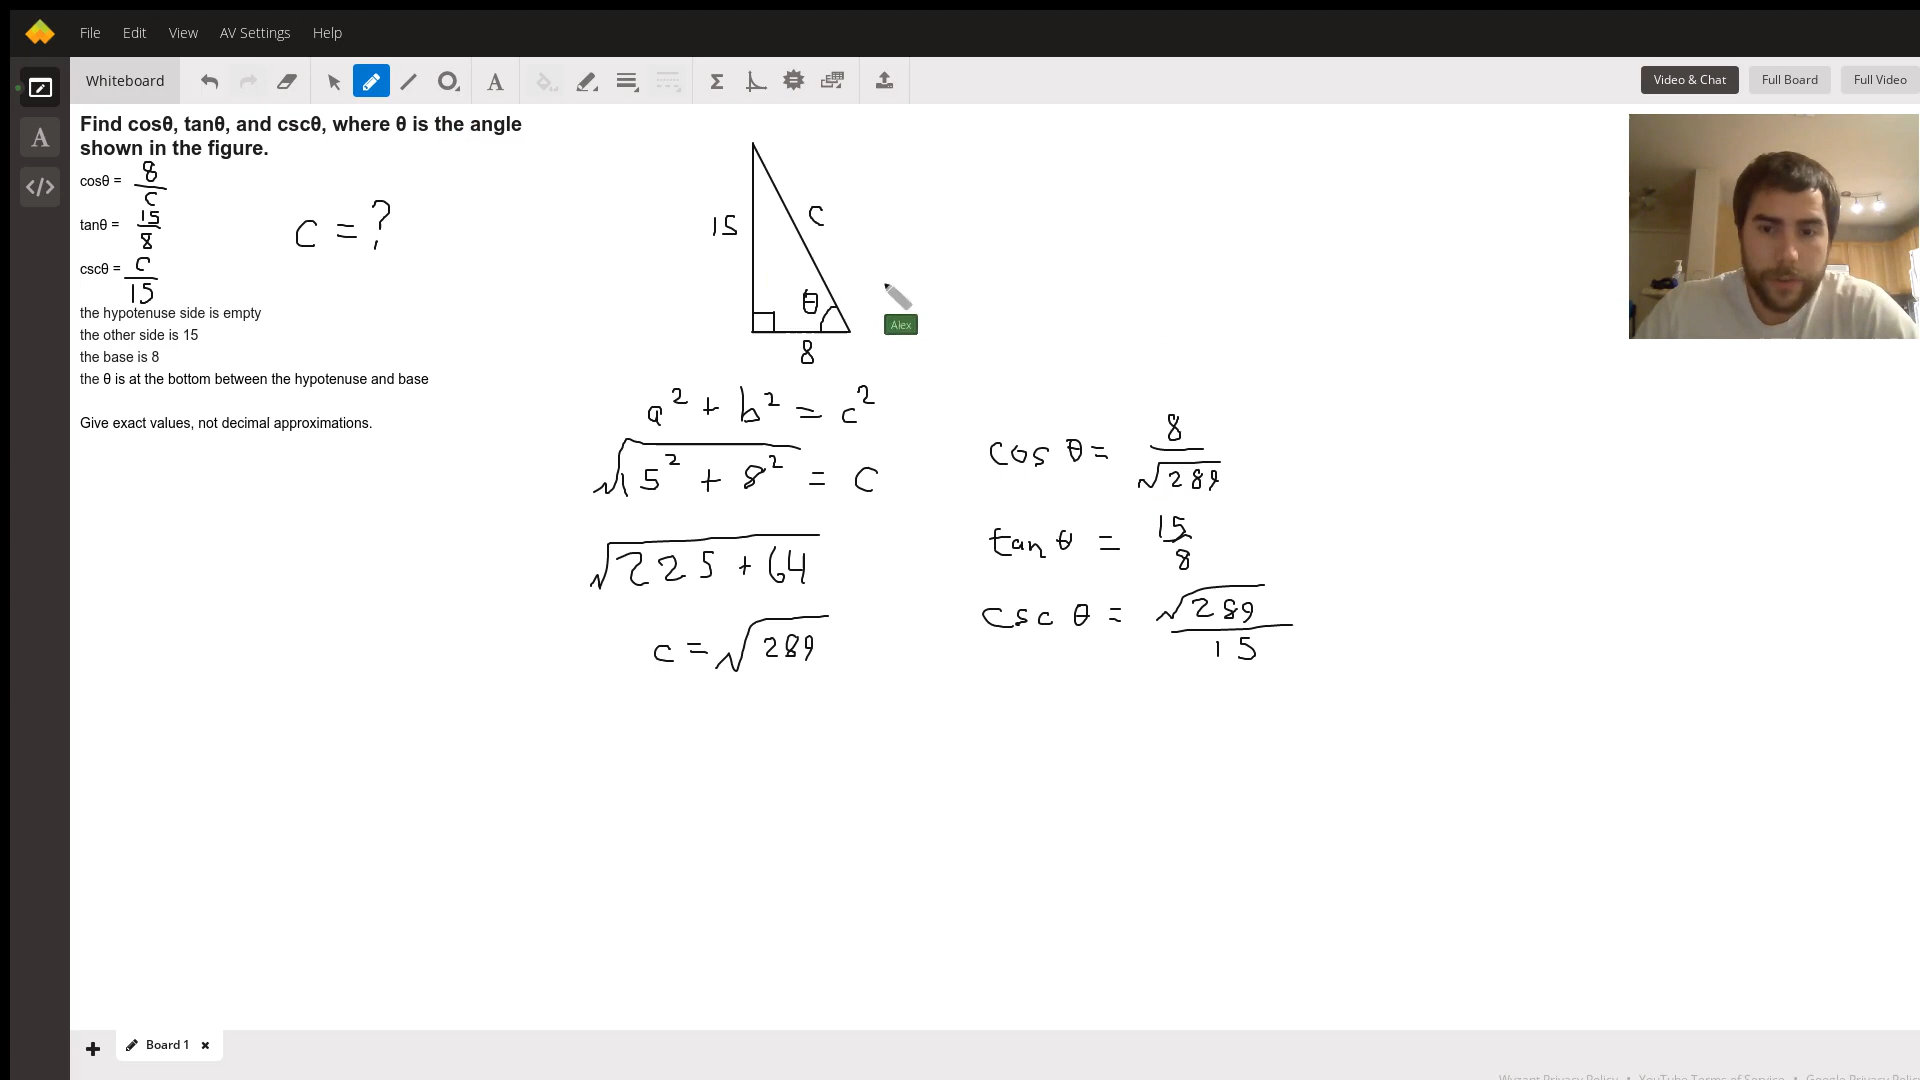 File Edit View AV Settings Help
Whiteboard
Video & Chat Full Board Full Video
Find cosθ, tanθ, and cscθ, where θ is the angle
shown in the figure.
cosθ = 8/c
tanθ = 15/8
cscθ = c/15
c = ?
the hypotenuse side is empty
the other side is 15
the base is 8
the θ is at the bottom between the hypotenuse and base
Give exact values, not decimal approximations.
15
c
θ
8
Alex
a² + b² = c²
√15² + 8² = c
√225 + 64
c = √289
cos θ = 8/√289
tan θ = 15/8
csc θ = √289/15
Board 1